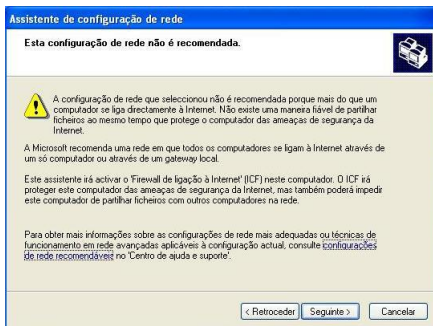 Assistente de configuração de rede
Esta configuração de rede não é recomendada.
A configuração de rede que seleccionou não é recomendada porque mais do que um
computador se liga directamente à Internet. Não existe uma maneira fiável de partilhar
ficheiros ao mesmo tempo que protege o computador das ameaças de segurança da
Internet.
A Microsoft recomenda uma rede em que todos os computadores se ligam à Internet através de
um só computador ou através de um gateway local.
Este assistente irá activar o 'Firewall de ligação à Internet' (ICF) neste computador. O ICF irá
proteger este computador das ameaças de segurança da Internet, mas também poderá impedir
este computador de partilhar ficheiros com outros computadores na rede.
Para obter mais informações sobre as configurações de rede mais adequadas ou técnicas de
funcionamento em rede avançadas aplicáveis à configuração actual, consulte configurações
de rede recomendáveis no 'Centro de ajuda e suporte'.
< Retroceder Seguinte > Cancelar